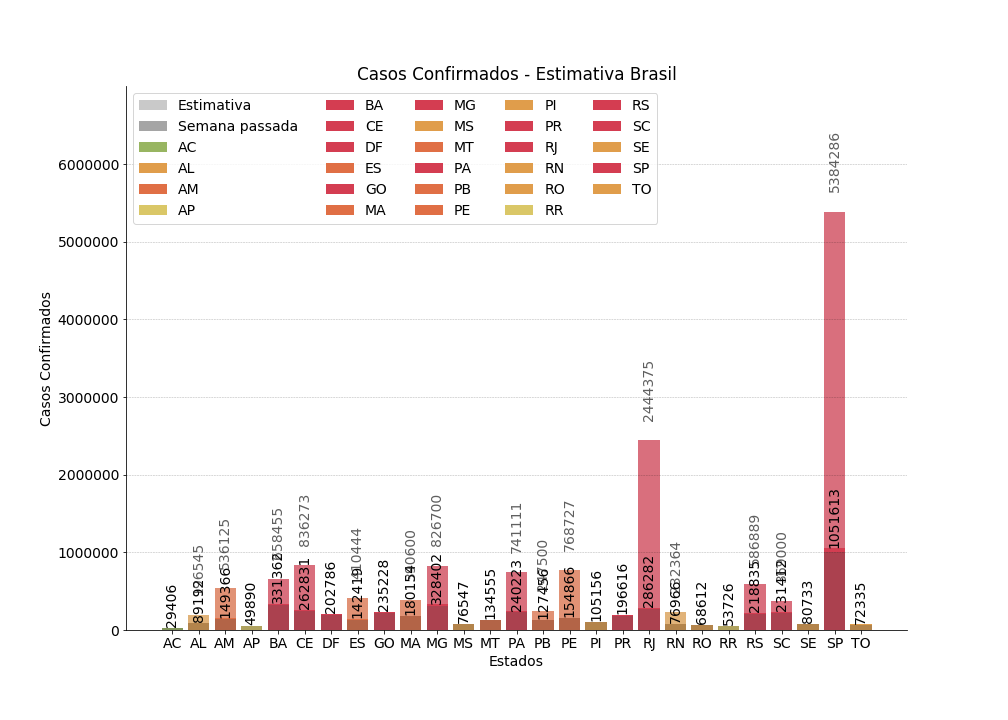 Casos Confirmados - Estimativa Brasil
Estimativa
Semana passada
AC
AL
AM
AP
BA
CE
DF
ES
GO
MA
MG
MS
MT
PA
PB
PE
PI
PR
RJ
RN
RO
RR
RS
SC
SE
SP
TO
Casos Confirmados
6000000
5000000
4000000
3000000
2000000
1000000
0
29406
89192
149366
536125
49890
331362
262831
836273
202786
142419
235228
180154
328402
826700
76547
134555
240223
741111
127456
154866
768727
105156
196616
286282
2444375
76966
68612
53726
218835
586889
231412
80733
1051613
5384286
72335
AC AL AM AP BA CE DF ES GO MA MG MS MT PA PB PE PI PR RJ RN RO RR RS SC SE SP TO
Estados